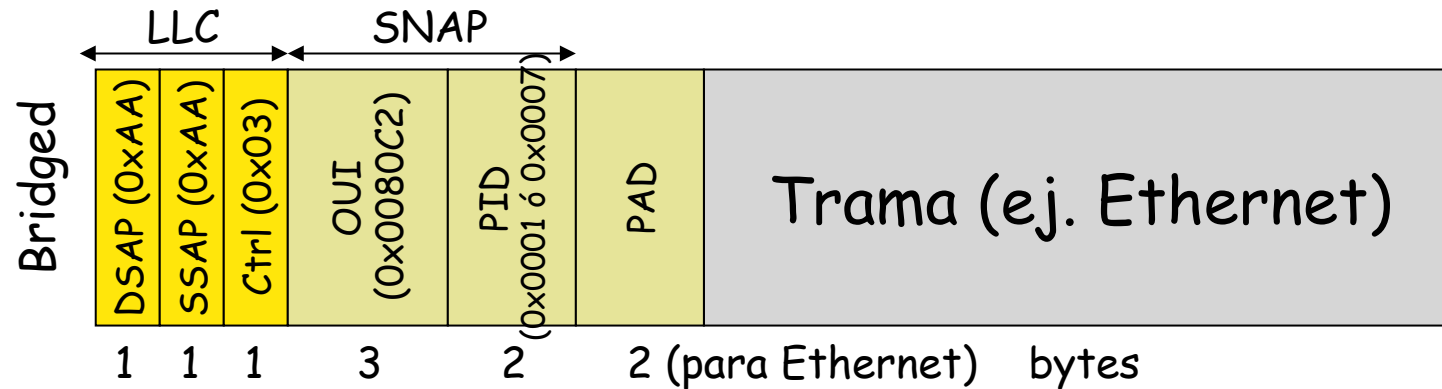 LLC SNAP
Bridged
DSAP (0xAA)
SSAP (0xAA)
Ctrl (0x03)
OUI
(0x0080C2)
PID
(0x0001 ó 0x0007)
PAD
Trama (ej. Ethernet)
1 1 1 3 2 2 (para Ethernet) bytes